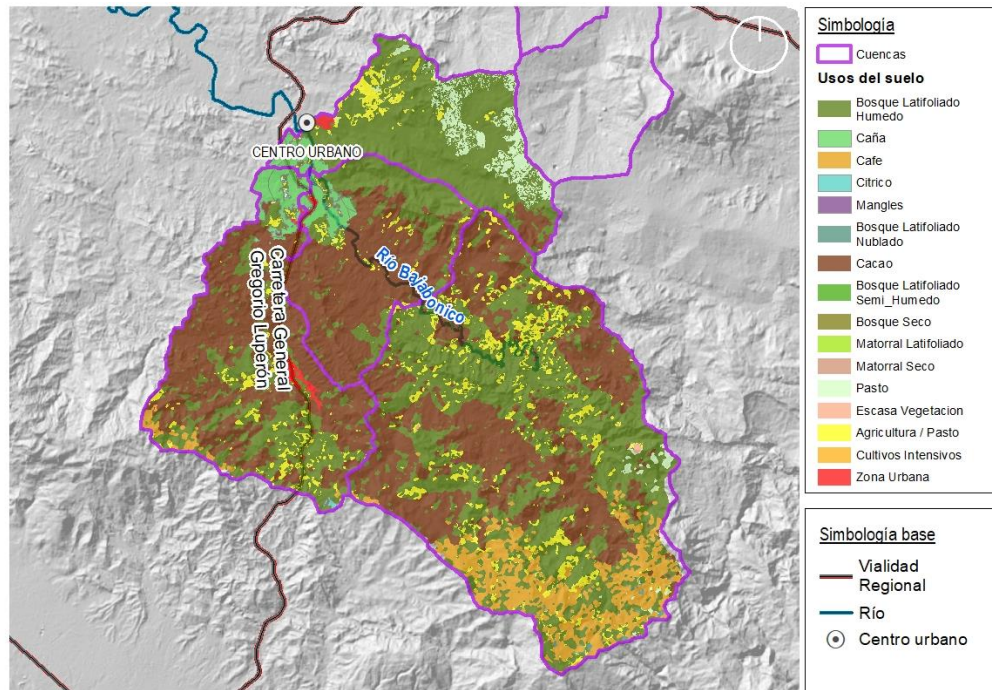 CENTRO URBANO
Río Bajabonico
Carretera General
Gregorio Luperón
Simbología
Cuencas
Usos del suelo
Bosque Latifoliado
Humedo
Caña
Cafe
Citrico
Mangles
Bosque Latifoliado
Nublado
Cacao
Bosque Latifoliado
Semi_Humedo
Bosque Seco
Matorral Latifoliado
Matorral Seco
Pasto
Escasa Vegetacion
Agricultura / Pasto
Cultivos Intensivos
Zona Urbana
Simbología base
Vialidad
Regional
Río
Centro urbano